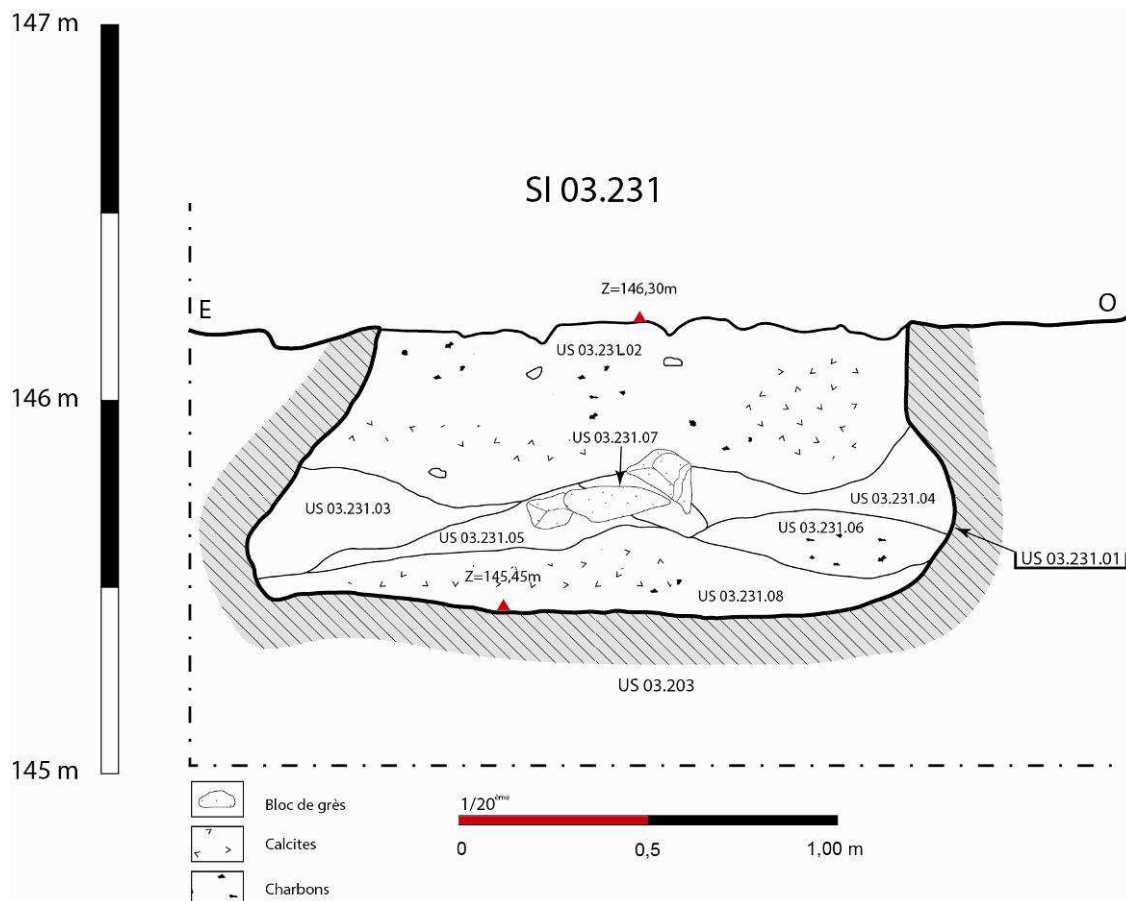 147 m
SI 03.231
Z=146,30m
E
O
US 03.231.02
146 m
US 03.231.07
US 03.231.03
US 03.231.04
US 03.231.05
US 03.231.06
US 03.231.01
Z=145,45m
US 03.231.08
US 03.203
145 m
Bloc de grès
1/20ème
Calcites
0 0,5 1,00 m
Charbons